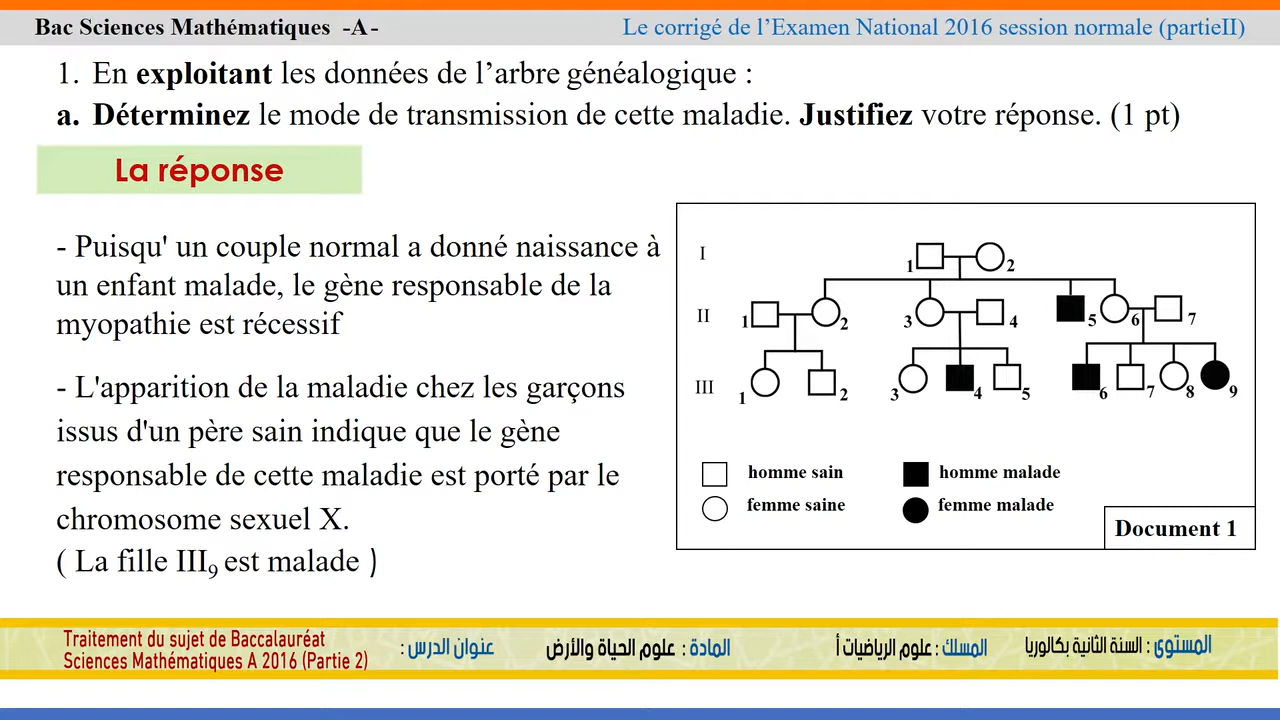 Bac Sciences Mathématiques -A-
Le corrigé de l’Examen National 2016 session normale (partieII)
1. En exploitant les données de l’arbre généalogique :
a. Déterminez le mode de transmission de cette maladie. Justifiez votre réponse. (1 pt)
La réponse
- Puisqu' un couple normal a donné naissance à
un enfant malade, le gène responsable de la
myopathie est récessif
- L'apparition de la maladie chez les garçons
issus d'un père sain indique que le gène
responsable de cette maladie est porté par le
chromosome sexuel X.
( La fille III9 est malade )
I
1 2
II
1 2 3 4 5 6 7
III
1 2 3 4 5 6 7 8 9
homme sain
homme malade
femme saine
femme malade
Document 1
Traitement du sujet de Baccalauréat
Sciences Mathématiques A 2016 (Partie 2)
عنوان الدرس :
المادة : علوم الحياة والأرض
المسلك : علوم الرياضيات أ
المستوى : السنة الثانية بكالوريا